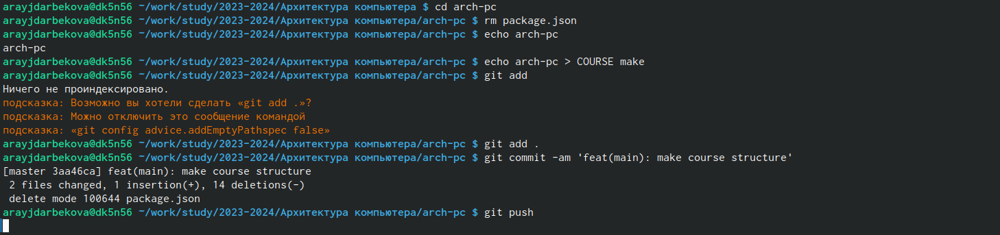 arayjdarbekova@dk5n56 ~/work/study/2023-2024/Архитектура компьютера $ cd arch-pc
arayjdarbekova@dk5n56 ~/work/study/2023-2024/Архитектура компьютера/arch-pc $ rm package.json
arayjdarbekova@dk5n56 ~/work/study/2023-2024/Архитектура компьютера/arch-pc $ echo arch-pc
arch-pc
arayjdarbekova@dk5n56 ~/work/study/2023-2024/Архитектура компьютера/arch-pc $ echo arch-pc > COURSE make
arayjdarbekova@dk5n56 ~/work/study/2023-2024/Архитектура компьютера/arch-pc $ git add
Ничего не проиндексировано.
подсказка: Возможно вы хотели сделать «git add .»?
подсказка: Можно отключить это сообщение командой
подсказка: «git config advice.addEmptyPathspec false»
arayjdarbekova@dk5n56 ~/work/study/2023-2024/Архитектура компьютера/arch-pc $ git add .
arayjdarbekova@dk5n56 ~/work/study/2023-2024/Архитектура компьютера/arch-pc $ git commit -am 'feat(main): make course structure'
[master 3aa46ca] feat(main): make course structure
 2 files changed, 1 insertion(+), 14 deletions(-)
 delete mode 100644 package.json
arayjdarbekova@dk5n56 ~/work/study/2023-2024/Архитектура компьютера/arch-pc $ git push